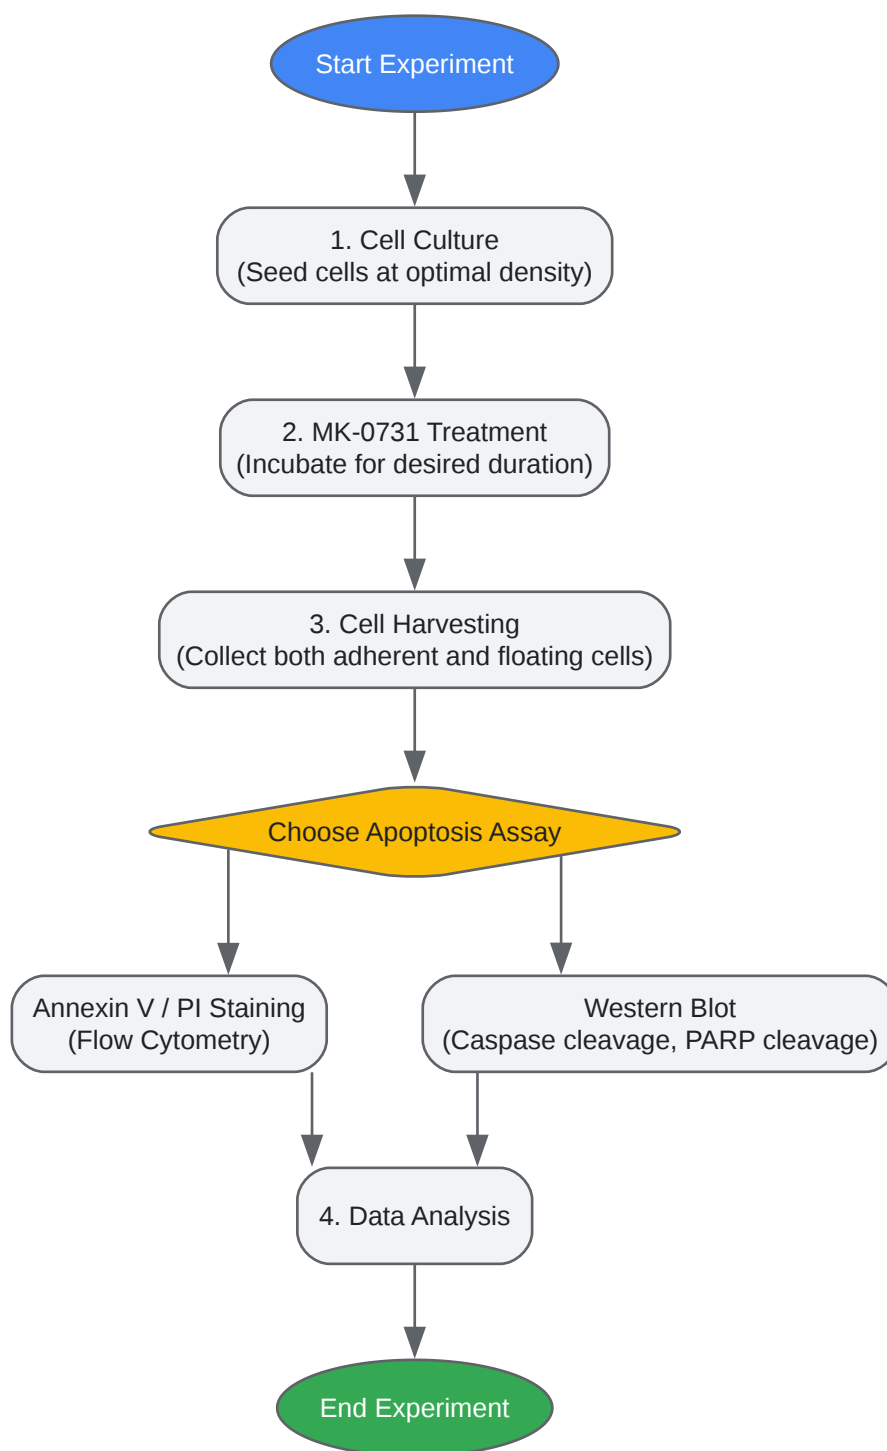 Start Experiment
1. Cell Culture
(Seed cells at optimal density)
2. MK-0731 Treatment
(Incubate for desired duration)
3. Cell Harvesting
(Collect both adherent and floating cells)
Choose Apoptosis Assay
Annexin V / PI Staining
(Flow Cytometry)
Western Blot
(Caspase cleavage, PARP cleavage)
4. Data Analysis
End Experiment